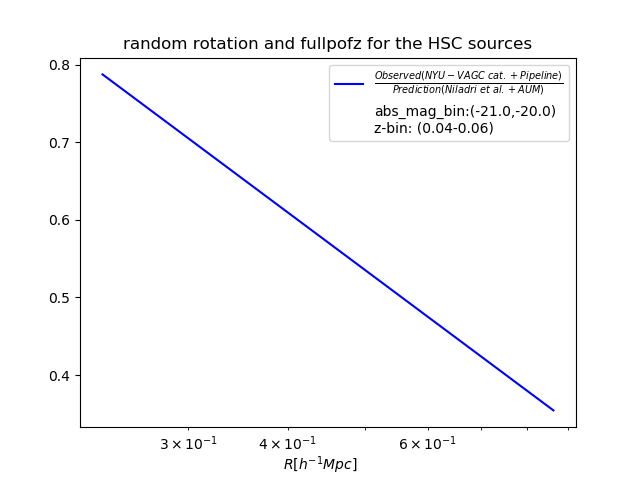 random rotation and fullpofz for the HSC sources
Observed(NYU − VAGC cat. + Pipeline)
Prediction(Niladri et al. + AUM)
abs_mag_bin:(-21.0,-20.0)
z-bin: (0.04-0.06)
0.8
0.7
0.6
0.5
0.4
3 × 10⁻¹
4 × 10⁻¹
6 × 10⁻¹
R[h⁻¹Mpc]